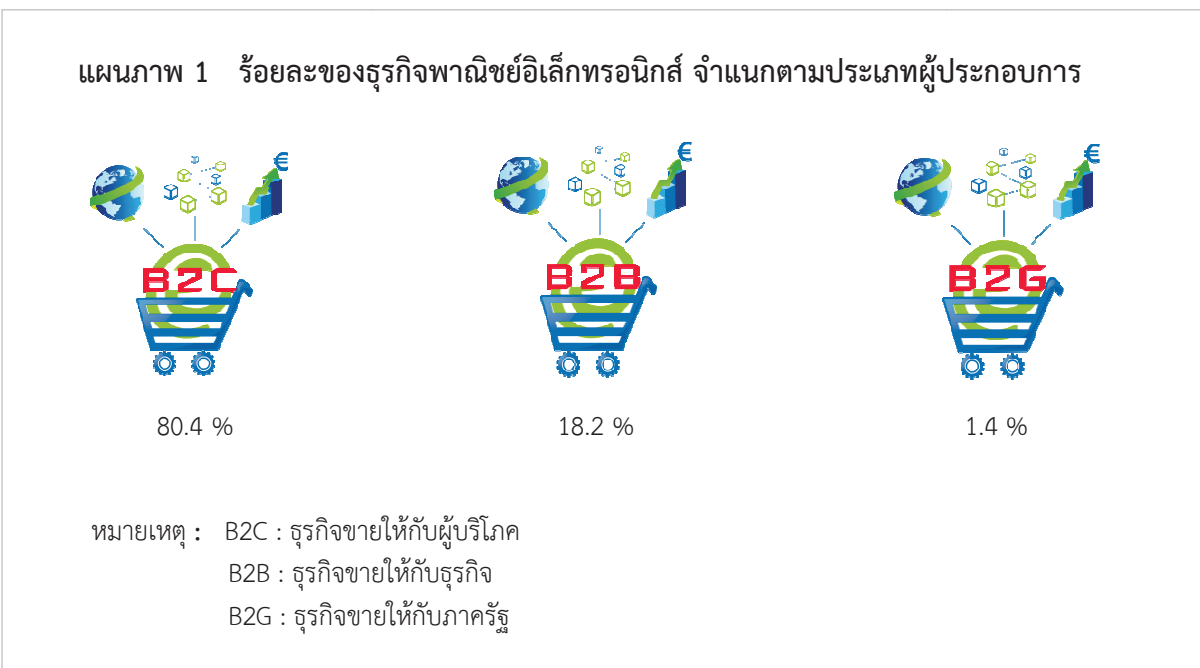 แผนภาพ 1 ร้อยละของธุรกิจพาณิชย์อิเล็กทรอนิกส์ จำแนกตามประเภทผู้ประกอบการ
€ € €
B2C B2B B2G
80.4 % 18.2 % 1.4 %
หมายเหตุ : B2C : ธุรกิจขายให้กับผู้บริโภค
B2B : ธุรกิจขายให้กับธุรกิจ
B2G : ธุรกิจขายให้กับภาครัฐ